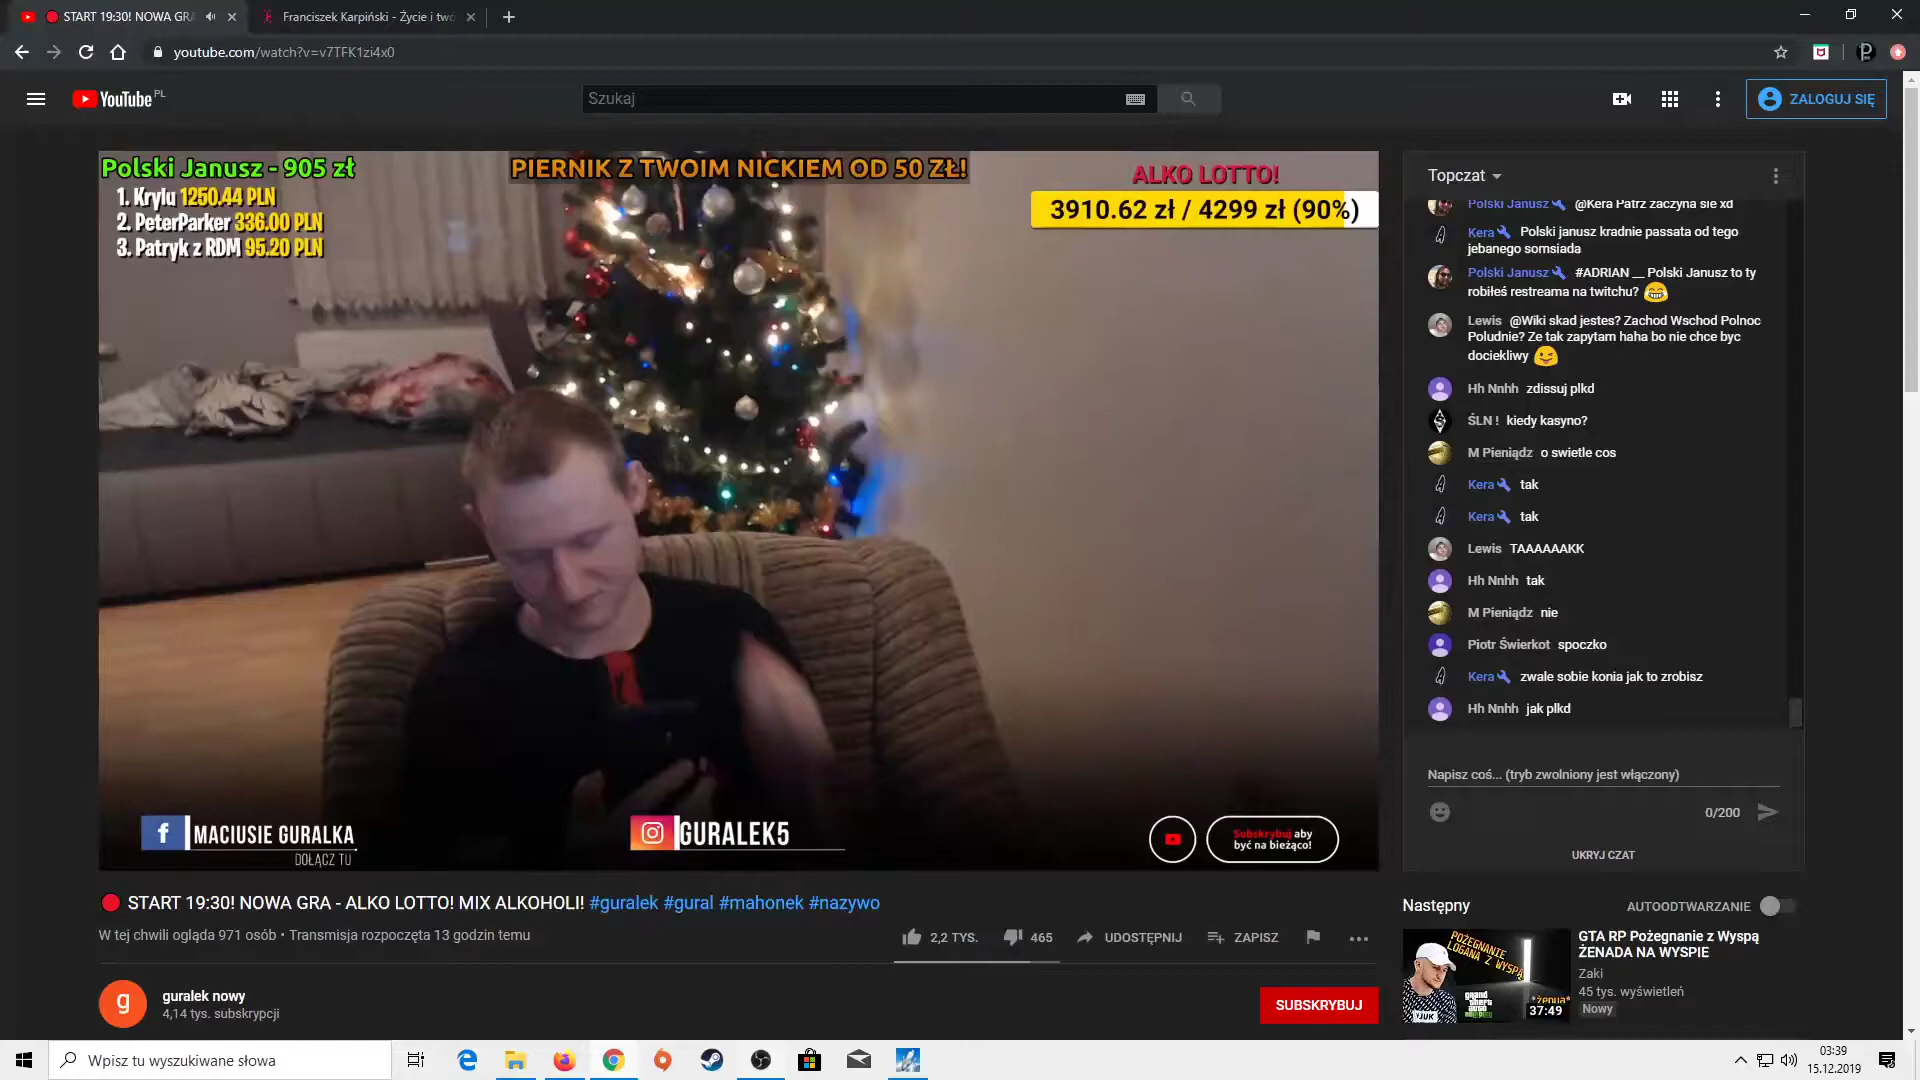 START 19:30! NOWA GRA
Franciszek Karpiński - Życie i twó
youtube.com/watch?v=v7TFK1zi4x0
YouTube PL
Szukaj
ZALOGUJ SIĘ
Polski Janusz - 905 zł
1. Krylu 1250.44 PLN
2. PeterParker 336.00 PLN
3. Patryk z RDM 95.20 PLN
PIERNIK Z TWOIM NICKIEM OD 50 ZŁ!
ALKO LOTTO!
3910.62 zł / 4299 zł (90%)
f MACIUSIE GURALKA
DOŁĄCZ TU
GURALEK5
Subskrybuj aby
być na bieżąco!
Topczat
Polski Janusz @Kera Patrz zaczyna sie xd
Kera Polski janusz kradnie passata od tego
jebanego somsiada
Polski Janusz #ADRIAN __ Polski Janusz to ty
robiłeś restreama na twitchu?
Lewis @Wiki skad jestes? Zachod Wschod Polnoc
Poludnie? Ze tak zapytam haha bo nie chce byc
dociekliwy
Hh Nnhh zdissuj plkd
ŚLN ! kiedy kasyno?
M Pieniądz o swietle cos
Kera tak
Kera tak
Lewis TAAAAAAKK
Hh Nnhh tak
M Pieniądz nie
Piotr Świerkot spoczko
Kera zwale sobie konia jak to zrobisz
Hh Nnhh jak plkd
Napisz coś... (tryb zwolniony jest włączony)
0/200
UKRYJ CZAT
START 19:30! NOWA GRA - ALKO LOTTO! MIX ALKOHOLI! #guralek #gural #mahonek #nazywo
W tej chwili ogląda 971 osób • Transmisja rozpoczęta 13 godzin temu
2,2 TYS.
465
UDOSTĘPNIJ
ZAPISZ
g
guralek nowy
4,14 tys. subskrypcji
SUBSKRYBUJ
Następny
AUTOODTWARZANIE
POŻEGNANIE
LOGANA Z WYSPĄ
grand
theft
auto
37:49
GTA RP Pożegnanie z Wyspą
ŻENADA NA WYSPIE
Zaki
45 tys. wyświetleń
Nowy
Wpisz tu wyszukiwane słowa
03:39
15.12.2019